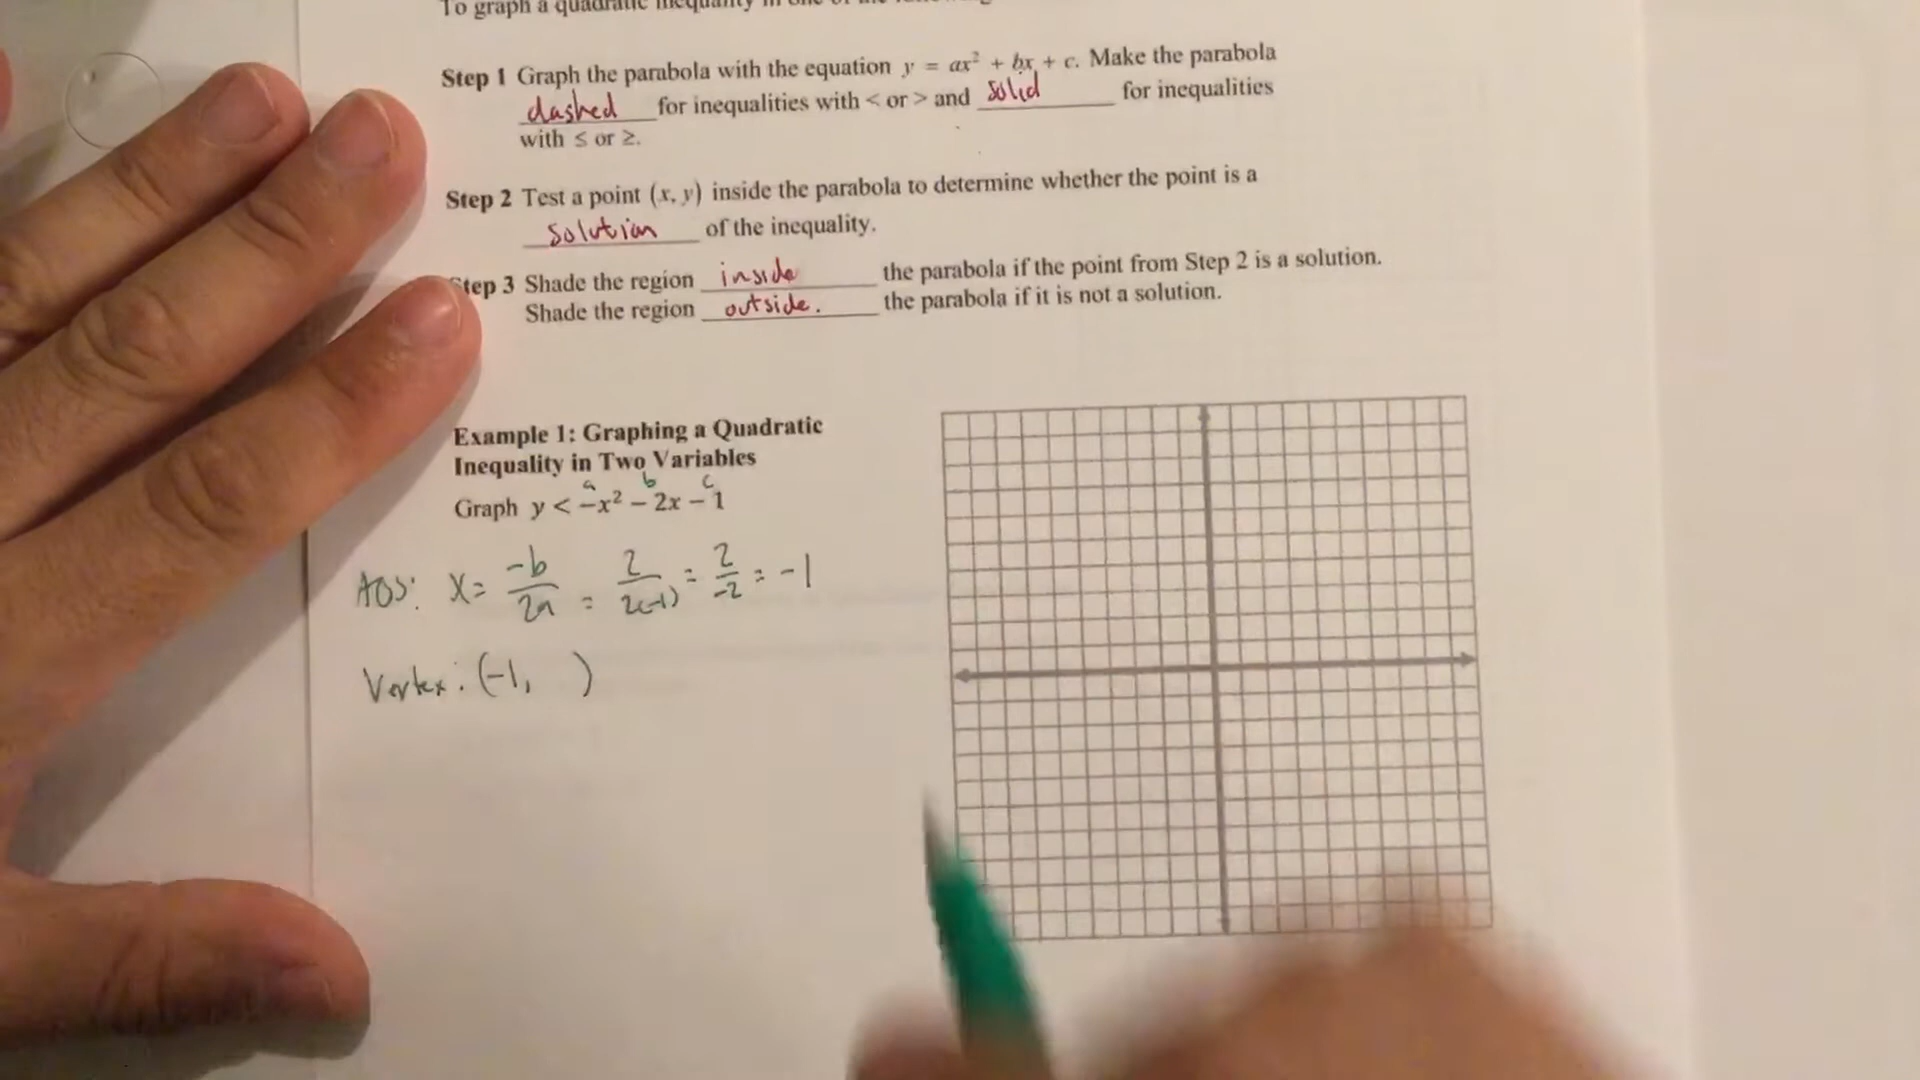 To graph a quadratic inequality in one of the following
Step 1 Graph the parabola with the equation y = ax² + bx + c. Make the parabola
dashed for inequalities with < or > and solid for inequalities
with ≤ or ≥.
Step 2 Test a point (x, y) inside the parabola to determine whether the point is a
solution of the inequality.
Step 3 Shade the region inside the parabola if the point from Step 2 is a solution.
Shade the region outside. the parabola if it is not a solution.
Example 1: Graphing a Quadratic
Inequality in Two Variables
a b c
Graph y < −x² − 2x − 1
AOS: x = -b/2a = 2/2(-1) = 2/-2 = -1
Vertex: (-1, )